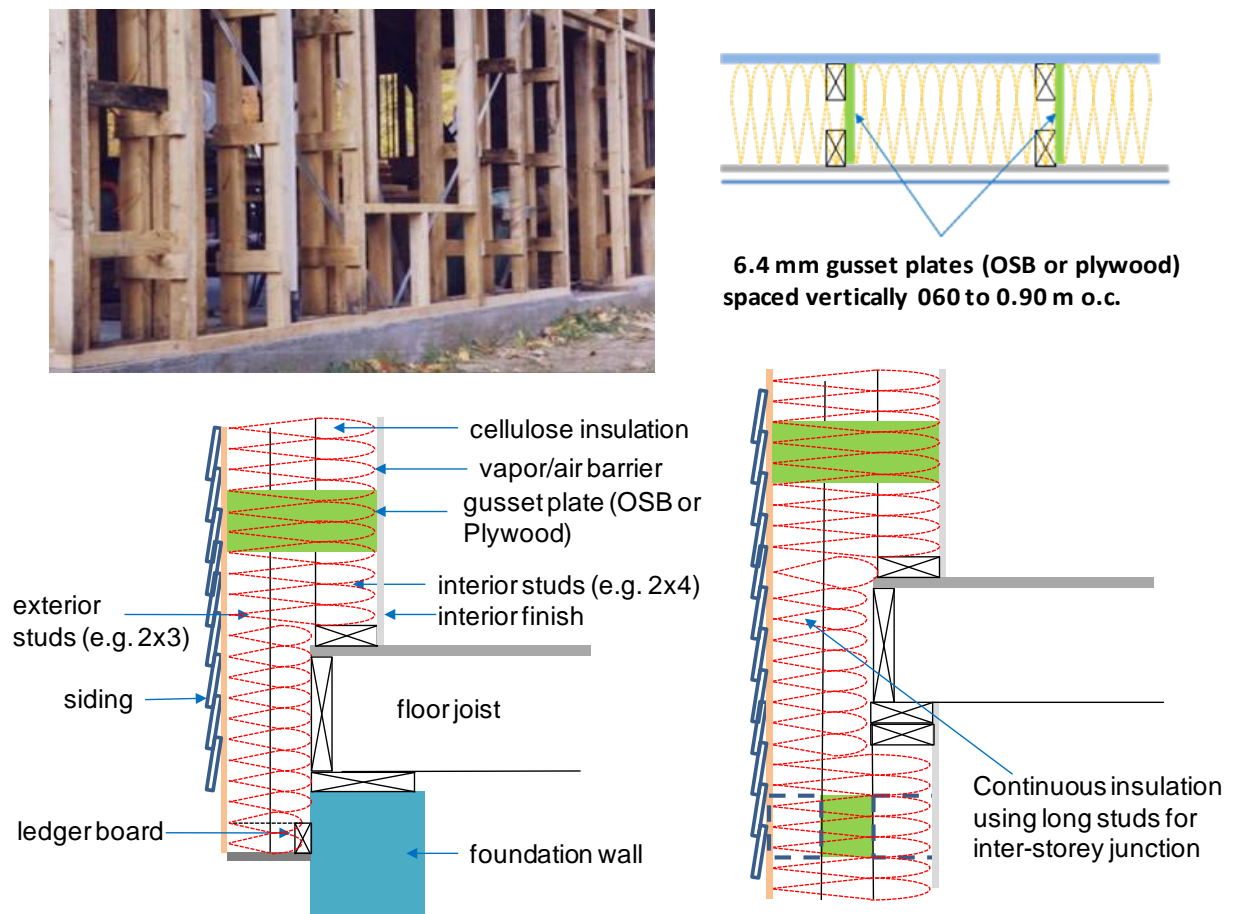 6.4 mm gusset plates (OSB or plywood)
spaced vertically 060 to 0.90 m o.c.
cellulose insulation
vapor/air barrier
gusset plate (OSB or
Plywood)
interior studs (e.g. 2x4)
interior finish
exterior
studs (e.g. 2x3)
siding
floor joist
ledger board
foundation wall
Continuous insulation
using long studs for
inter-storey junction